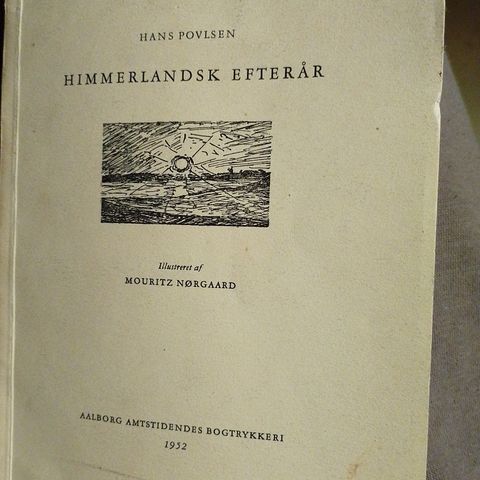 HANS POVLSEN
HIMMERLANDSK EFTERÅR
Illustreret af
MOURITZ NØRGAARD
AALBORG AMTSTIDENDES BOGTRYKKERI
1952